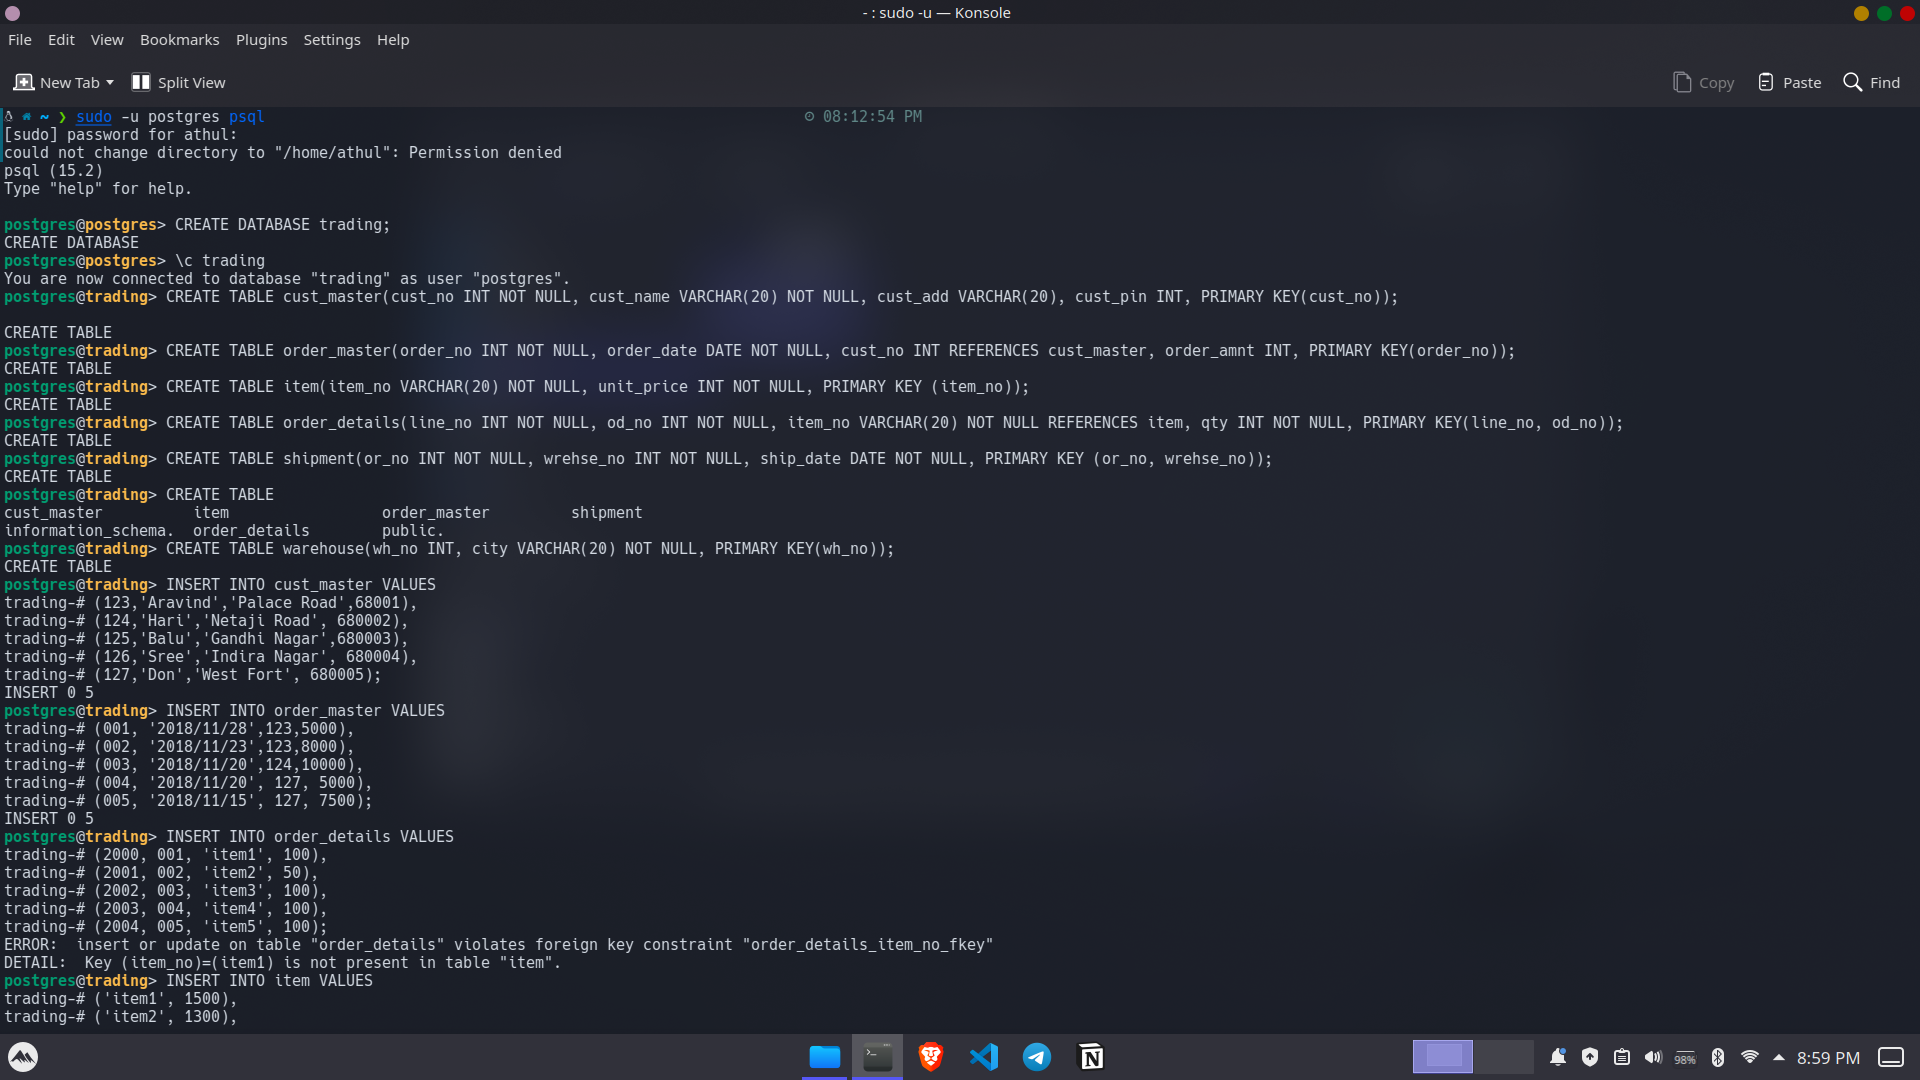 - : sudo -u — Konsole
File Edit View Bookmarks Plugins Settings Help
New Tab Split View Copy Paste Find
~ ❯ sudo -u postgres psql 08:12:54 PM
[sudo] password for athul:
could not change directory to "/home/athul": Permission denied
psql (15.2)
Type "help" for help.
postgres@postgres> CREATE DATABASE trading;
CREATE DATABASE
postgres@postgres> \c trading
You are now connected to database "trading" as user "postgres".
postgres@trading> CREATE TABLE cust_master(cust_no INT NOT NULL, cust_name VARCHAR(20) NOT NULL, cust_add VARCHAR(20), cust_pin INT, PRIMARY KEY(cust_no));
CREATE TABLE
postgres@trading> CREATE TABLE order_master(order_no INT NOT NULL, order_date DATE NOT NULL, cust_no INT REFERENCES cust_master, order_amnt INT, PRIMARY KEY(order_no));
CREATE TABLE
postgres@trading> CREATE TABLE item(item_no VARCHAR(20) NOT NULL, unit_price INT NOT NULL, PRIMARY KEY (item_no));
CREATE TABLE
postgres@trading> CREATE TABLE order_details(line_no INT NOT NULL, od_no INT NOT NULL, item_no VARCHAR(20) NOT NULL REFERENCES item, qty INT NOT NULL, PRIMARY KEY(line_no, od_no));
CREATE TABLE
postgres@trading> CREATE TABLE shipment(or_no INT NOT NULL, wrehse_no INT NOT NULL, ship_date DATE NOT NULL, PRIMARY KEY (or_no, wrehse_no));
CREATE TABLE
postgres@trading> CREATE TABLE
cust_master item order_master shipment
information_schema. order_details public.
postgres@trading> CREATE TABLE warehouse(wh_no INT, city VARCHAR(20) NOT NULL, PRIMARY KEY(wh_no));
CREATE TABLE
postgres@trading> INSERT INTO cust_master VALUES
trading-# (123,'Aravind','Palace Road',68001),
trading-# (124,'Hari','Netaji Road', 680002),
trading-# (125,'Balu','Gandhi Nagar',680003),
trading-# (126,'Sree','Indira Nagar', 680004),
trading-# (127,'Don','West Fort', 680005);
INSERT 0 5
postgres@trading> INSERT INTO order_master VALUES
trading-# (001, '2018/11/28',123,5000),
trading-# (002, '2018/11/23',123,8000),
trading-# (003, '2018/11/20',124,10000),
trading-# (004, '2018/11/20', 127, 5000),
trading-# (005, '2018/11/15', 127, 7500);
INSERT 0 5
postgres@trading> INSERT INTO order_details VALUES
trading-# (2000, 001, 'item1', 100),
trading-# (2001, 002, 'item2', 50),
trading-# (2002, 003, 'item3', 100),
trading-# (2003, 004, 'item4', 100),
trading-# (2004, 005, 'item5', 100);
ERROR:  insert or update on table "order_details" violates foreign key constraint "order_details_item_no_fkey"
DETAIL:  Key (item_no)=(item1) is not present in table "item".
postgres@trading> INSERT INTO item VALUES
trading-# ('item1', 1500),
trading-# ('item2', 1300),
98% 8:59 PM